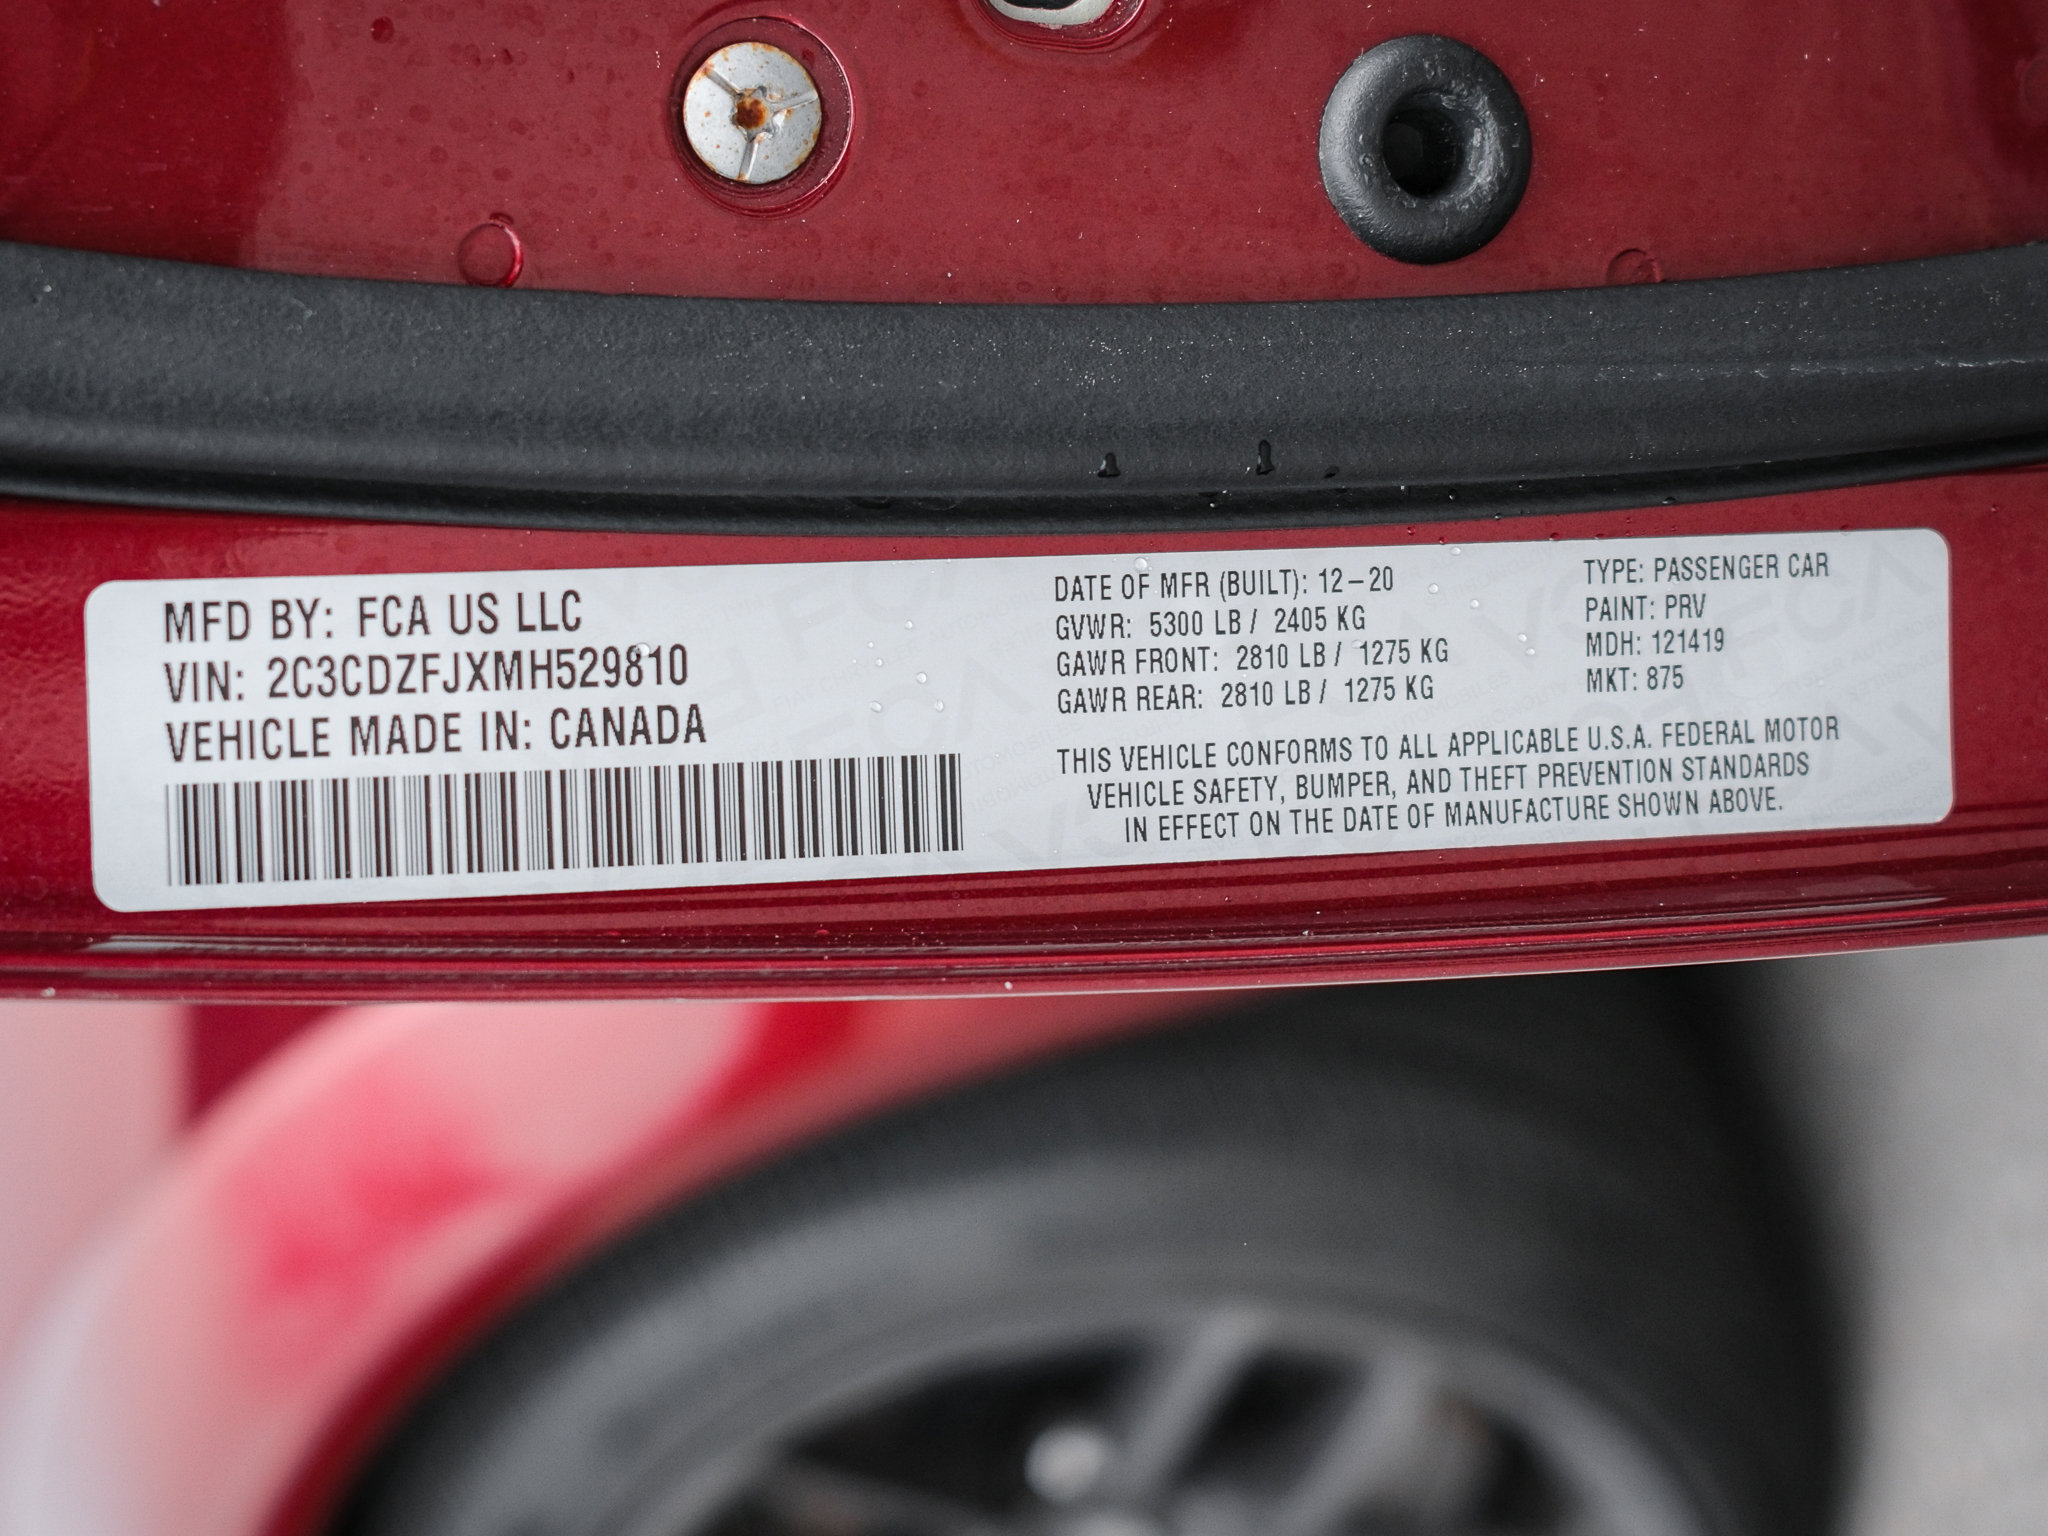 MFD BY: FCA US LLC
VIN: 2C3CDZFJXMH529810
VEHICLE MADE IN: CANADA
DATE OF MFR (BUILT): 12-20
GVWR: 5300 LB / 2405 KG
GAWR FRONT: 2810 LB / 1275 KG
GAWR REAR: 2810 LB / 1275 KG
TYPE: PASSENGER CAR
PAINT: PRV
MDH: 121419
MKT: 875
THIS VEHICLE CONFORMS TO ALL APPLICABLE U.S.A. FEDERAL MOTOR
VEHICLE SAFETY, BUMPER, AND THEFT PREVENTION STANDARDS
IN EFFECT ON THE DATE OF MANUFACTURE SHOWN ABOVE.